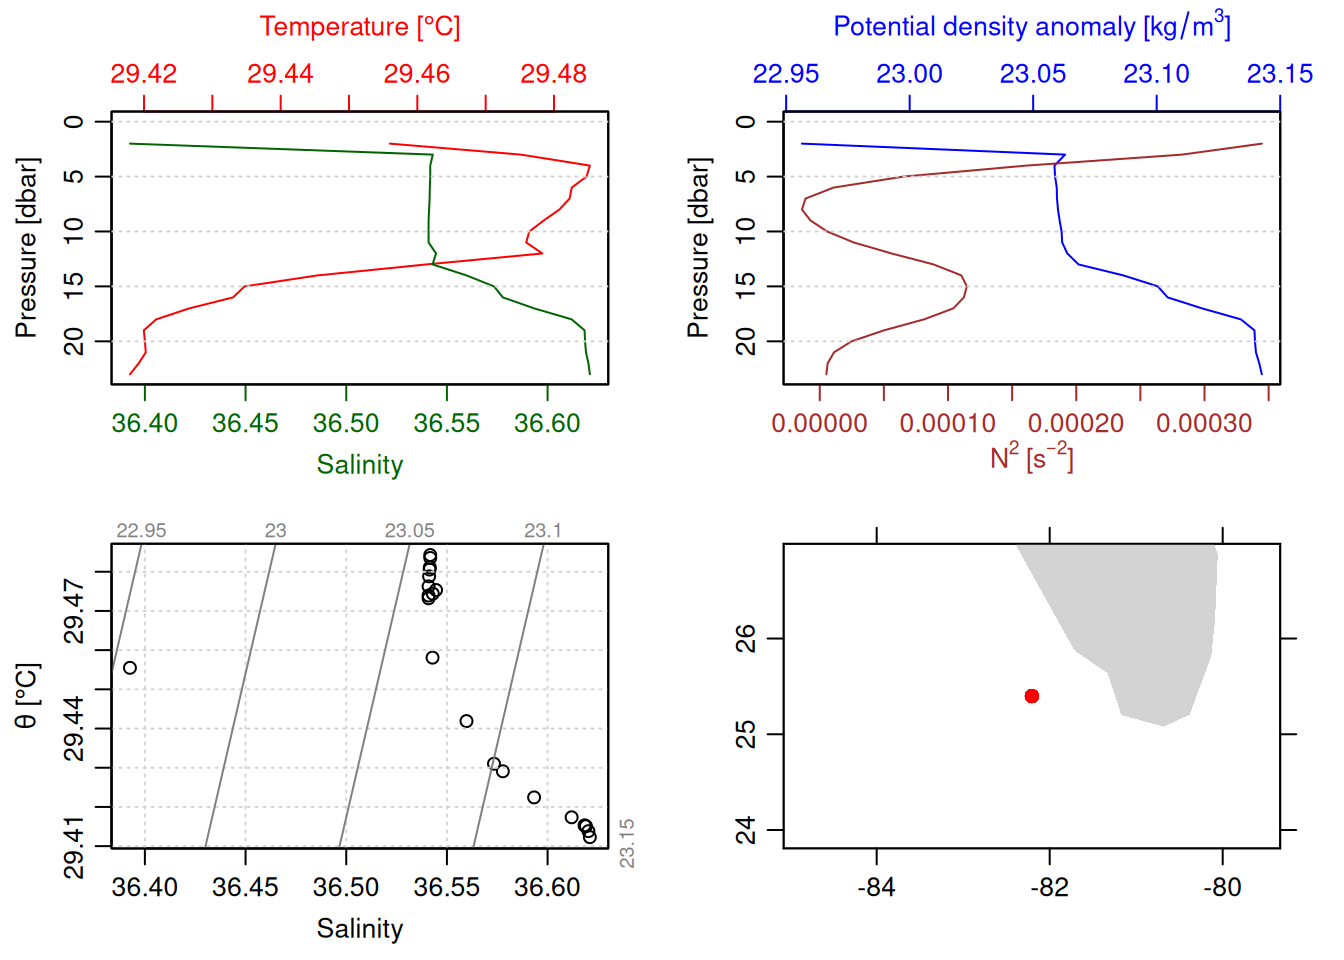 Temperature [°C]
29.42 29.44 29.46 29.48
0
5
10
15
20
Pressure [dbar]
36.40 36.45 36.50 36.55 36.60
Salinity
Potential density anomaly [kg/m³]
22.95 23.00 23.05 23.10 23.15
0
5
10
15
20
Pressure [dbar]
0.00000 0.00010 0.00020 0.00030
N² [s⁻²]
22.95 23 23.05 23.1
23.15
29.47
29.44
29.41
θ [°C]
36.40 36.45 36.50 36.55 36.60
Salinity
26
25
24
-84 -82 -80